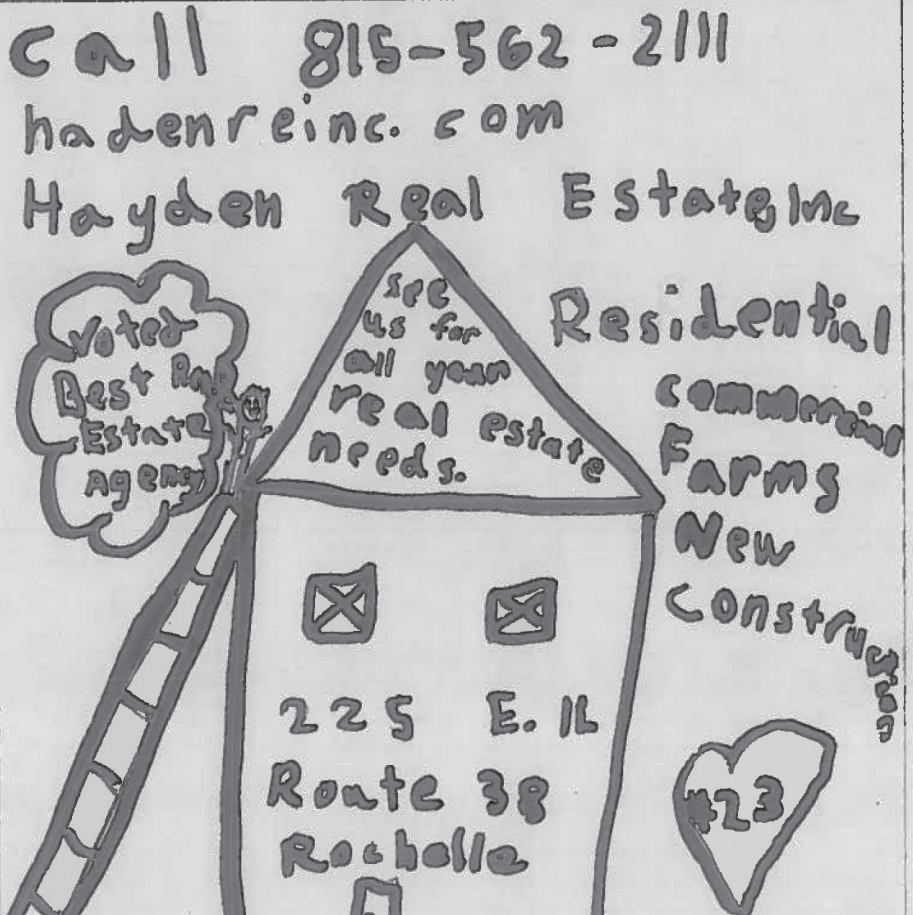 call 815-562-2111
hadenreinc.com
Hayden Real Estate, Inc
see
us for
all your
real estate
needs.
Voted
Best Real
Estate
Agency
Residential
commercial
Farms
New
Construction
225 E. IL
Route 38
Rochelle
#23